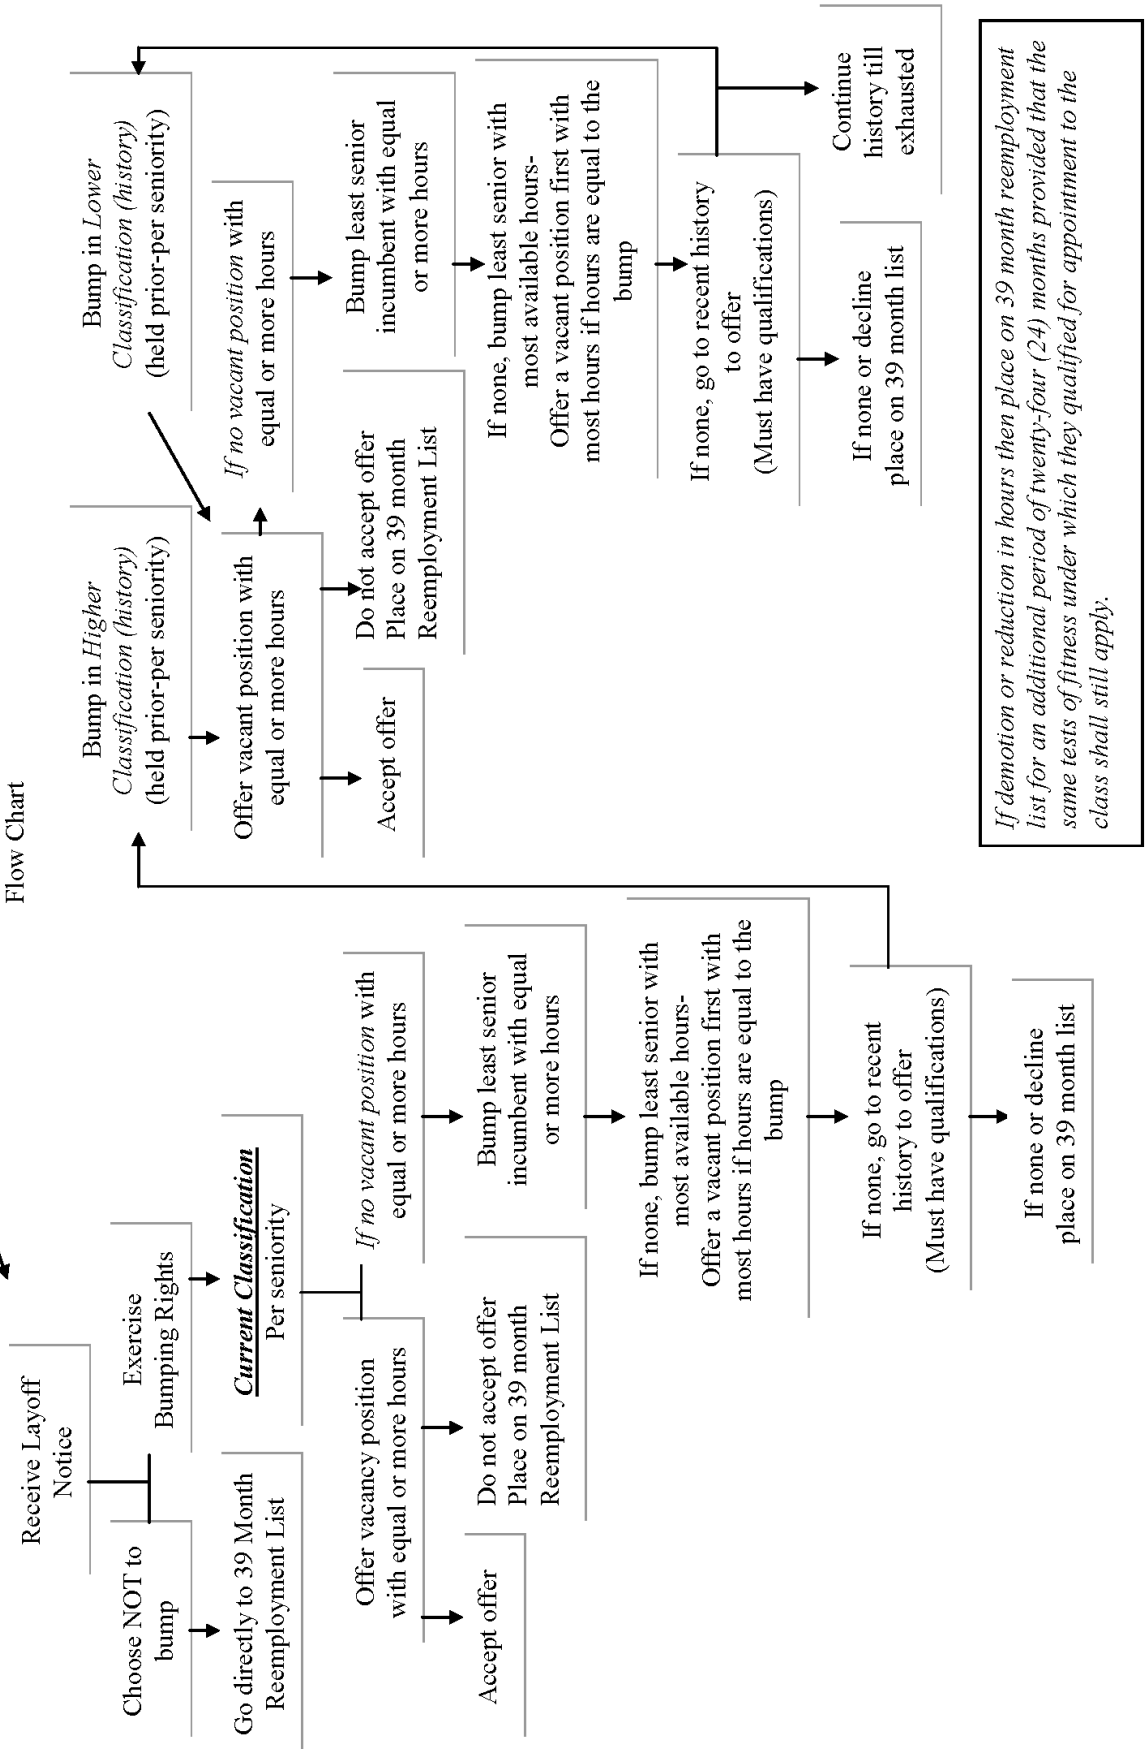 Flow Chart
Receive Layoff
Notice
Choose NOT to
bump
Exercise
Bumping Rights
Go directly to 39 Month
Reemployment List
Current Classification
Per seniority
Offer vacancy position
with equal or more hours
If no vacant position with
equal or more hours
Accept offer
Do not accept offer
Place on 39 month
Reemployment List
Bump least senior
incumbent with equal
or more hours
If none, bump least senior with
most available hours-
Offer a vacant position first with
most hours if hours are equal to the
bump
If none, go to recent
history to offer
(Must have qualifications)
If none or decline
place on 39 month list
Bump in Higher
Classification (history)
(held prior-per seniority)
Bump in Lower
Classification (history)
(held prior-per seniority)
Offer vacant position with
equal or more hours
If no vacant position with
equal or more hours
Accept offer
Do not accept offer
Place on 39 month
Reemployment List
Bump least senior
incumbent with equal
or more hours
If none, bump least senior with
most available hours-
Offer a vacant position first with
most hours if hours are equal to the
bump
If none, go to recent history
to offer
(Must have qualifications)
If none or decline
place on 39 month list
Continue
history till
exhausted
If demotion or reduction in hours then place on 39 month reemployment
list for an additional period of twenty-four (24) months provided that the
same tests of fitness under which they qualified for appointment to the
class shall still apply.